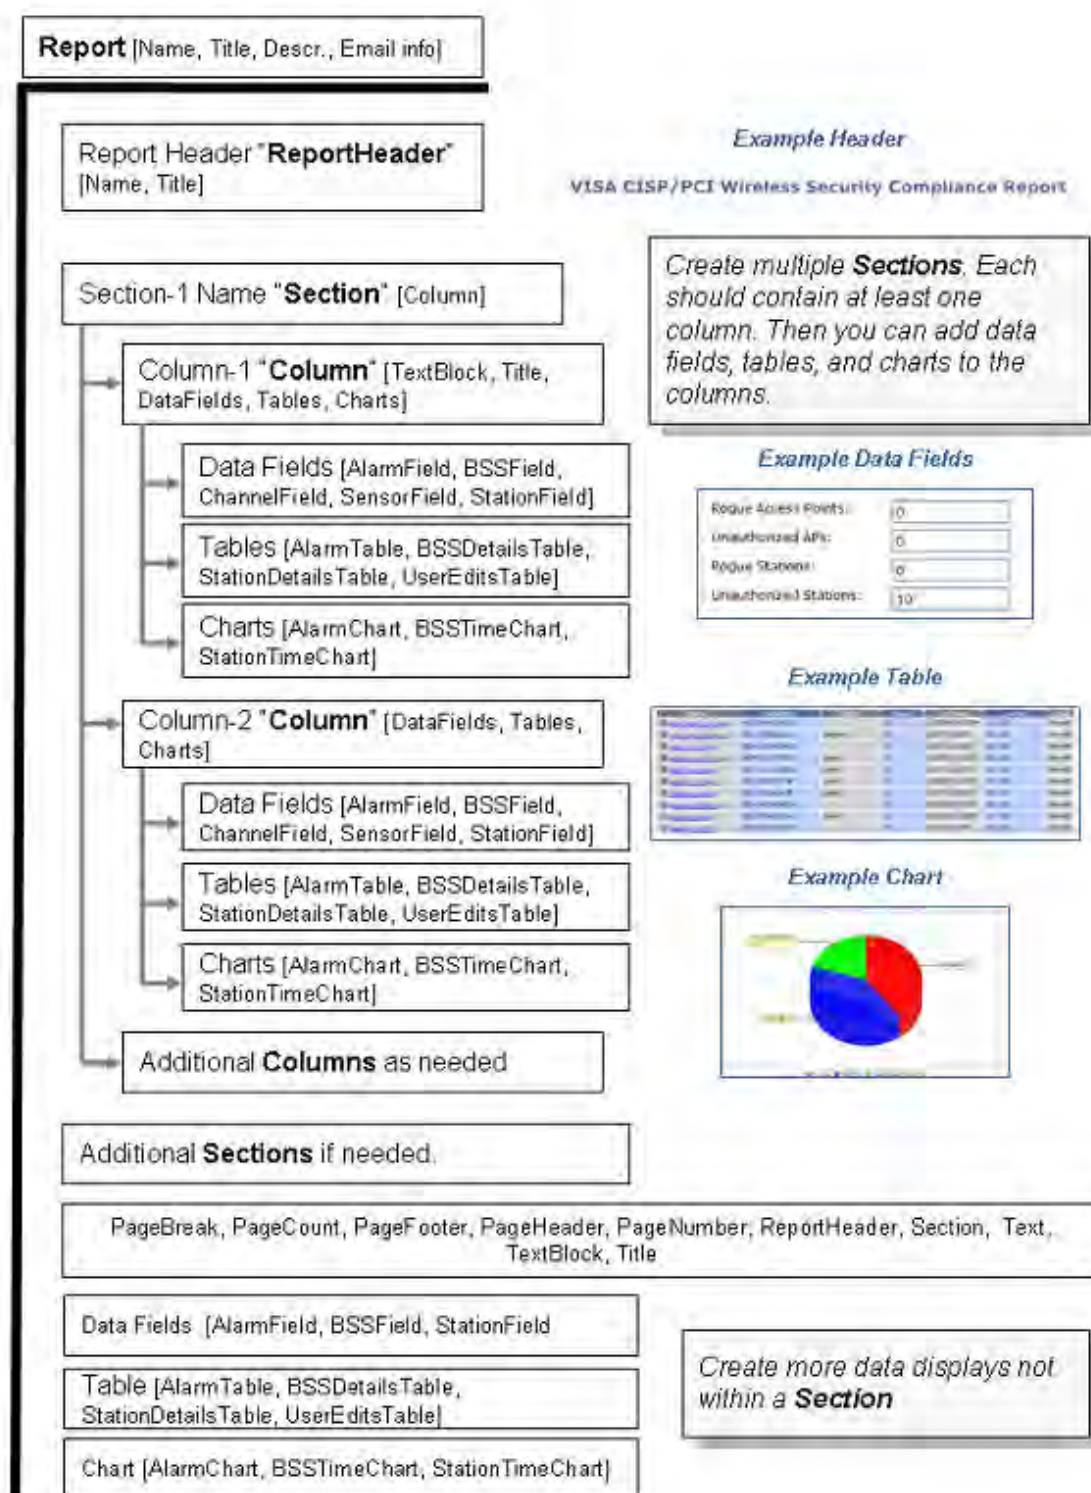 Report [Name, Title, Descr., Email info]
Report Header "ReportHeader"
[Name, Title]
Example Header
VISA CISP/PCI Wireless Security Compliance Report
Section-1 Name "Section" [Column]
Create multiple Sections. Each
should contain at least one
column. Then you can add data
fields, tables, and charts to the
columns.
Column-1 "Column" [TextBlock, Title,
DataFields, Tables, Charts]
Data Fields [AlarmField, BSSField,
ChannelField, SensorField, StationField]
Tables [AlarmTable, BSSDetailsTable,
StationDetailsTable, UserEditsTable]
Charts [AlarmChart, BSSTimeChart,
StationTimeChart]
Example Data Fields
Rogue Access Points: 0
Unauthorized APs: 0
Rogue Stations: 0
Unauthorized Stations: 10
Example Table
Column-2 "Column" [DataFields, Tables,
Charts]
Data Fields [AlarmField, BSSField,
ChannelField, SensorField, StationField]
Tables [AlarmTable, BSSDetailsTable,
StationDetailsTable, UserEditsTable]
Charts [AlarmChart, BSSTimeChart,
StationTimeChart]
Example Chart
Additional Columns as needed
Additional Sections if needed.
PageBreak, PageCount, PageFooter, PageHeader, PageNumber, ReportHeader, Section, Text,
TextBlock, Title
Data Fields [AlarmField, BSSField, StationField
Table [AlarmTable, BSSDetailsTable,
StationDetailsTable, UserEditsTable]
Chart [AlarmChart, BSSTimeChart, StationTimeChart]
Create more data displays not
within a Section